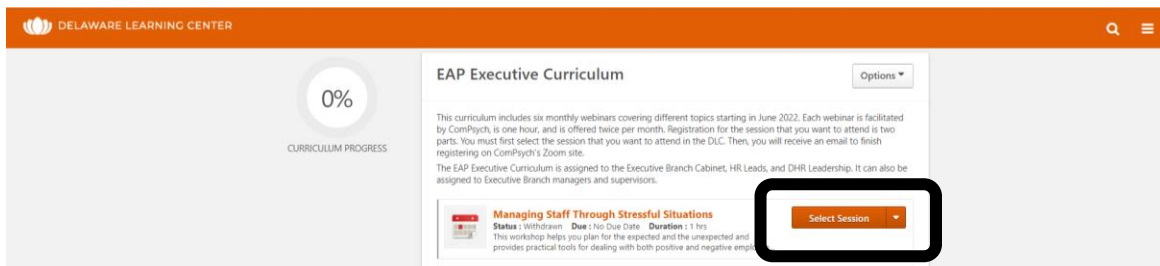 DELAWARE LEARNING CENTER
EAP Executive Curriculum
Options
0%
CURRICULUM PROGRESS
This curriculum includes six monthly webinars covering different topics starting in June 2022. Each webinar is facilitated
by ComPsych, is one hour, and is offered twice per month. Registration for the session that you want to attend is two
parts. You must first select the session that you want to attend in the DLC. Then, you will receive an email to finish
registering on ComPsych's Zoom site.
The EAP Executive Curriculum is assigned to the Executive Branch Cabinet, HR Leads, and DHR Leadership. It can also be
assigned to Executive Branch managers and supervisors.
Managing Staff Through Stressful Situations
Select Session
Status : Withdrawn Due : No Due Date Duration : 1 hrs
This workshop helps you plan for the expected and the unexpected and
provides practical tools for dealing with both positive and negative